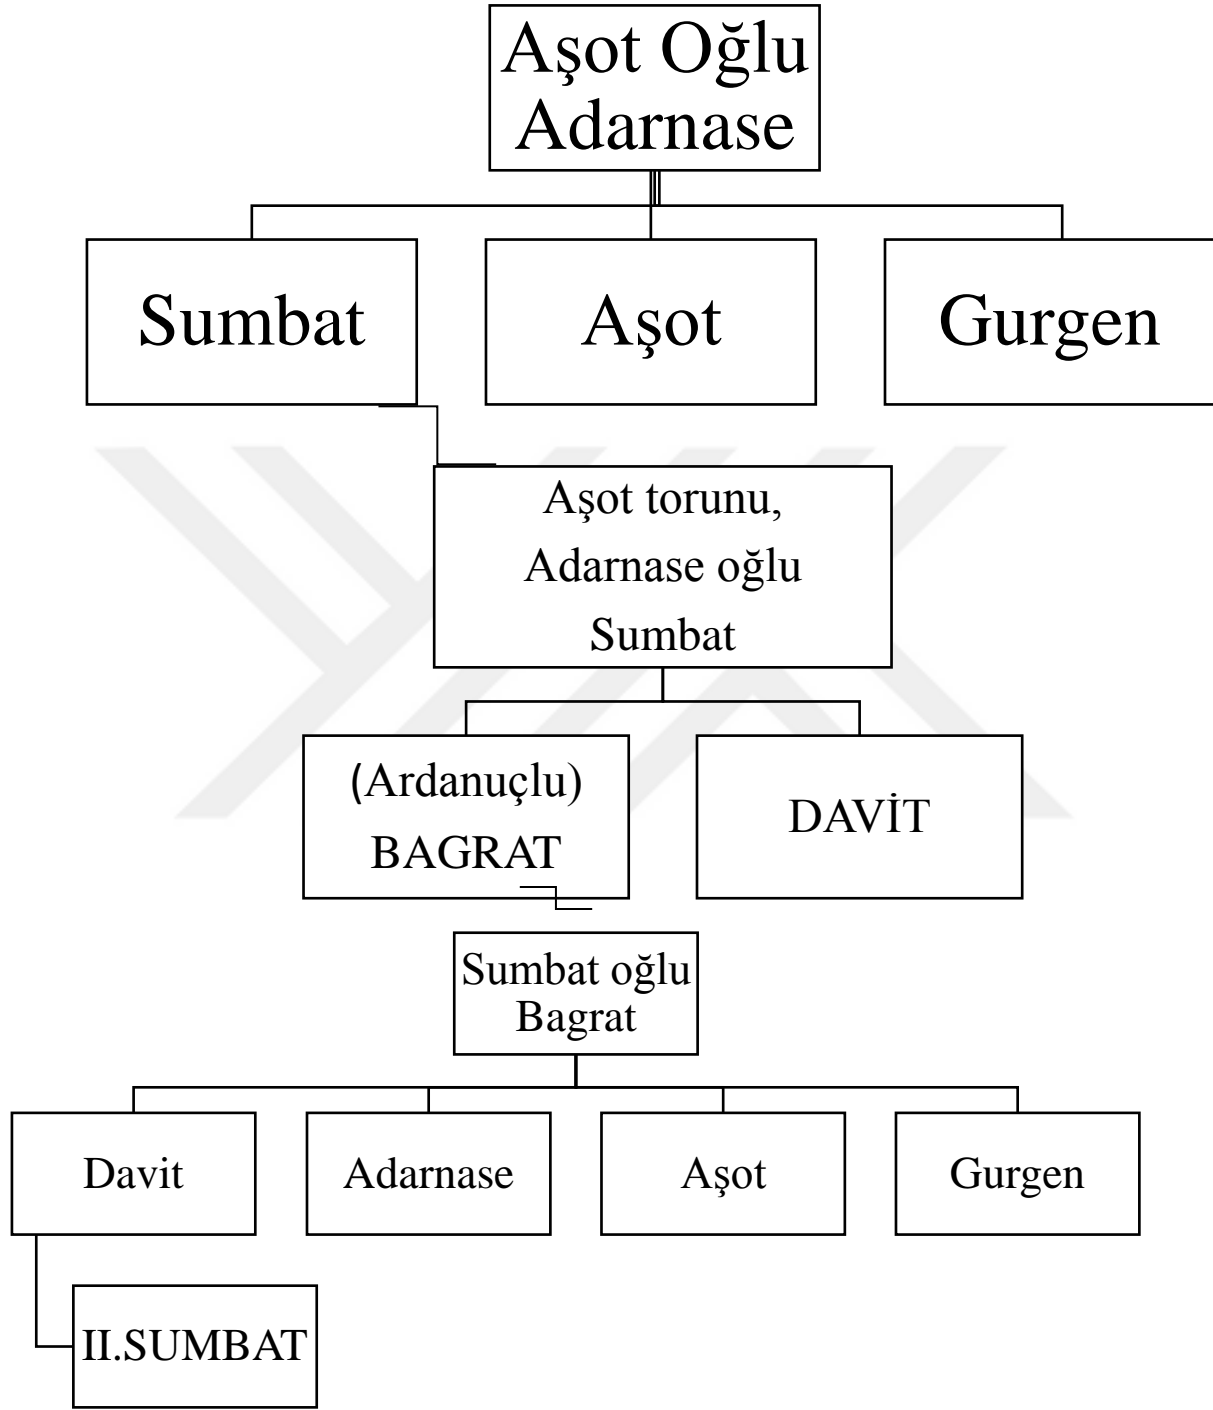 Aşot Oğlu
Adarnase
Sumbat
Aşot
Gurgen
Aşot torunu,
Adarnase oğlu
Sumbat
(Ardanuçlu)
BAGRAT
DAVİT
Sumbat oğlu
Bagrat
Davit
Adarnase
Aşot
Gurgen
II.SUMBAT